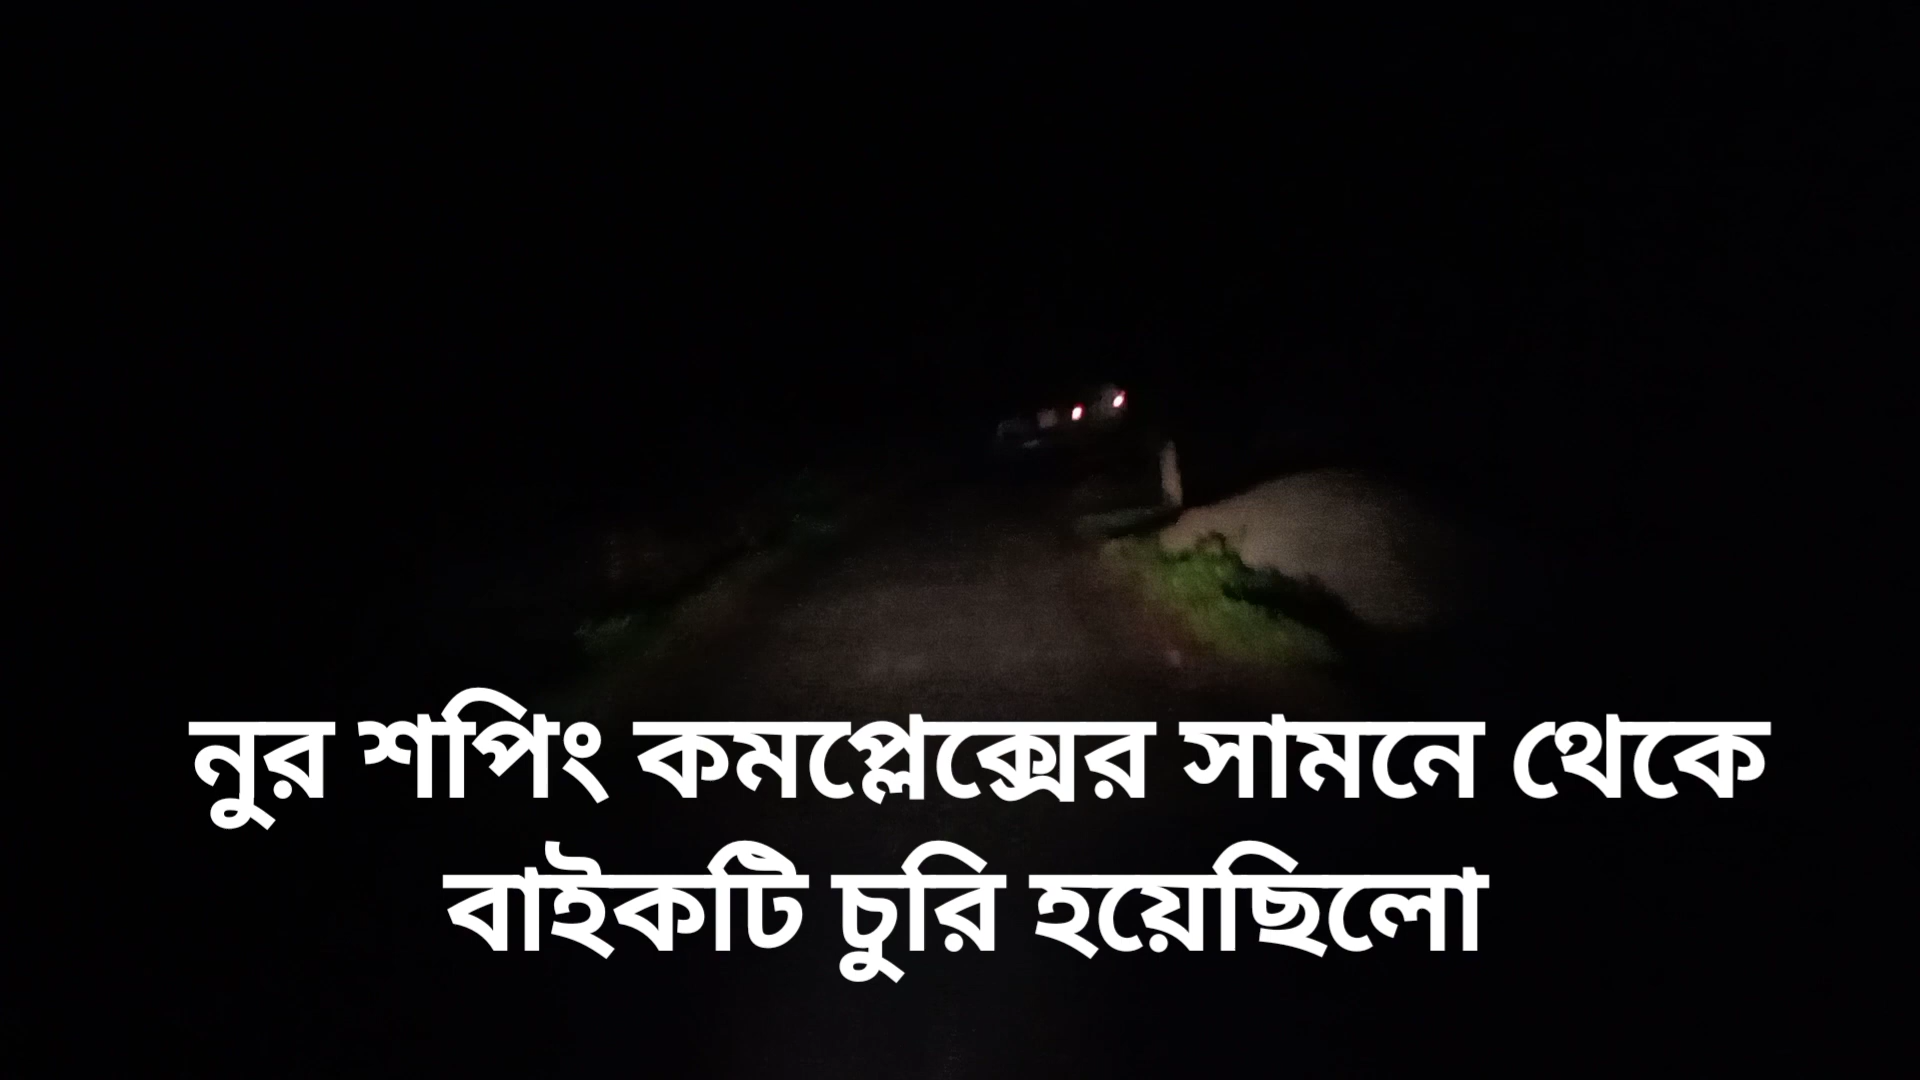 নুর শপিং কমপ্লেক্সের সামনে থেকে
বাইকটি চুরি হয়েছিলো